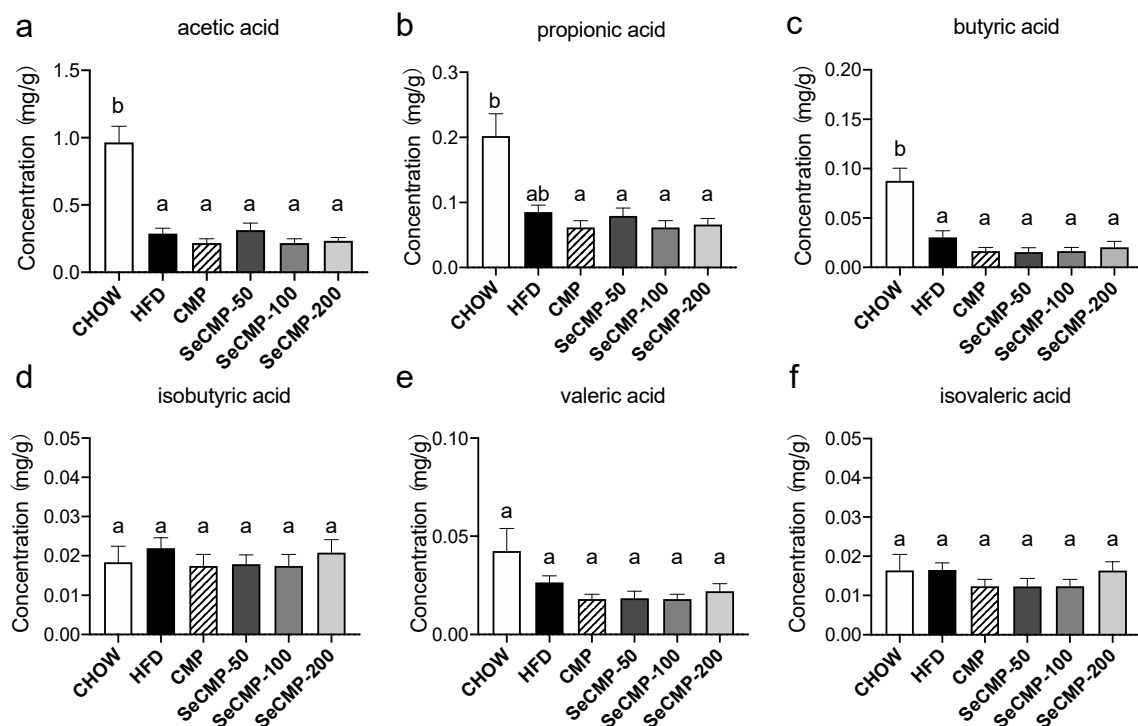 a
acetic acid
Concentration (mg/g)
1.5
1.0
0.5
0.0
b
a
a
a
a
a
CHOW
HFD
CMP
SeCMP-50
SeCMP-100
SeCMP-200
b
propionic acid
Concentration (mg/g)
0.3
0.2
0.1
0.0
b
ab
a
a
a
a
CHOW
HFD
CMP
SeCMP-50
SeCMP-100
SeCMP-200
c
butyric acid
Concentration (mg/g)
0.20
0.15
0.10
0.05
0.00
b
a
a
a
a
a
CHOW
HFD
CMP
SeCMP-50
SeCMP-100
SeCMP-200
d
isobutyric acid
Concentration (mg/g)
0.05
0.04
0.03
0.02
0.01
0.00
a
a
a
a
a
a
CHOW
HFD
CMP
SeCMP-50
SeCMP-100
SeCMP-200
e
valeric acid
Concentration (mg/g)
0.10
0.05
0.00
a
a
a
a
a
a
CHOW
HFD
CMP
SeCMP-50
SeCMP-100
SeCMP-200
f
isovaleric acid
Concentration (mg/g)
0.05
0.04
0.03
0.02
0.01
0.00
a
a
a
a
a
a
CHOW
HFD
CMP
SeCMP-50
SeCMP-100
SeCMP-200